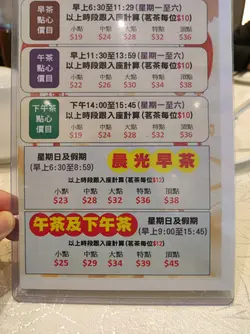 早茶
點心
價目
早上6:30至11:29(星期一至六)
以上時段跟入座計算(茗茶每位$10)
小點 中點 大點 特點 頂點
$19 $24 $28 $32 $36
午茶
點心
價目
早上11:30至13:59(星期一至六)
以上時段跟入座計算(茗茶每位$10)
小點 中點 大點 特點 頂點
$22 $26 $30 $34 $38
下午茶
點心
價目
下午14:00至15:45(星期一至六)
以上時段跟入座計算(茗茶每位$10)
小點 中點 大點 特點 頂點
$19 $24 $28 $32 $36
星期日及假期
(早上6:30至8:59)
晨光早茶
以上時段跟入座計算(茗茶每位$12)
小點 中點 大點 特點 頂點
$23 $28 $32 $36 $38
午茶及下午茶
星期日及假期
(早上9:00至15:45)
以上時段跟入座計算(茗茶每位$12)
小點 中點 大點 特點 頂點
$25 $29 $34 $39 $45